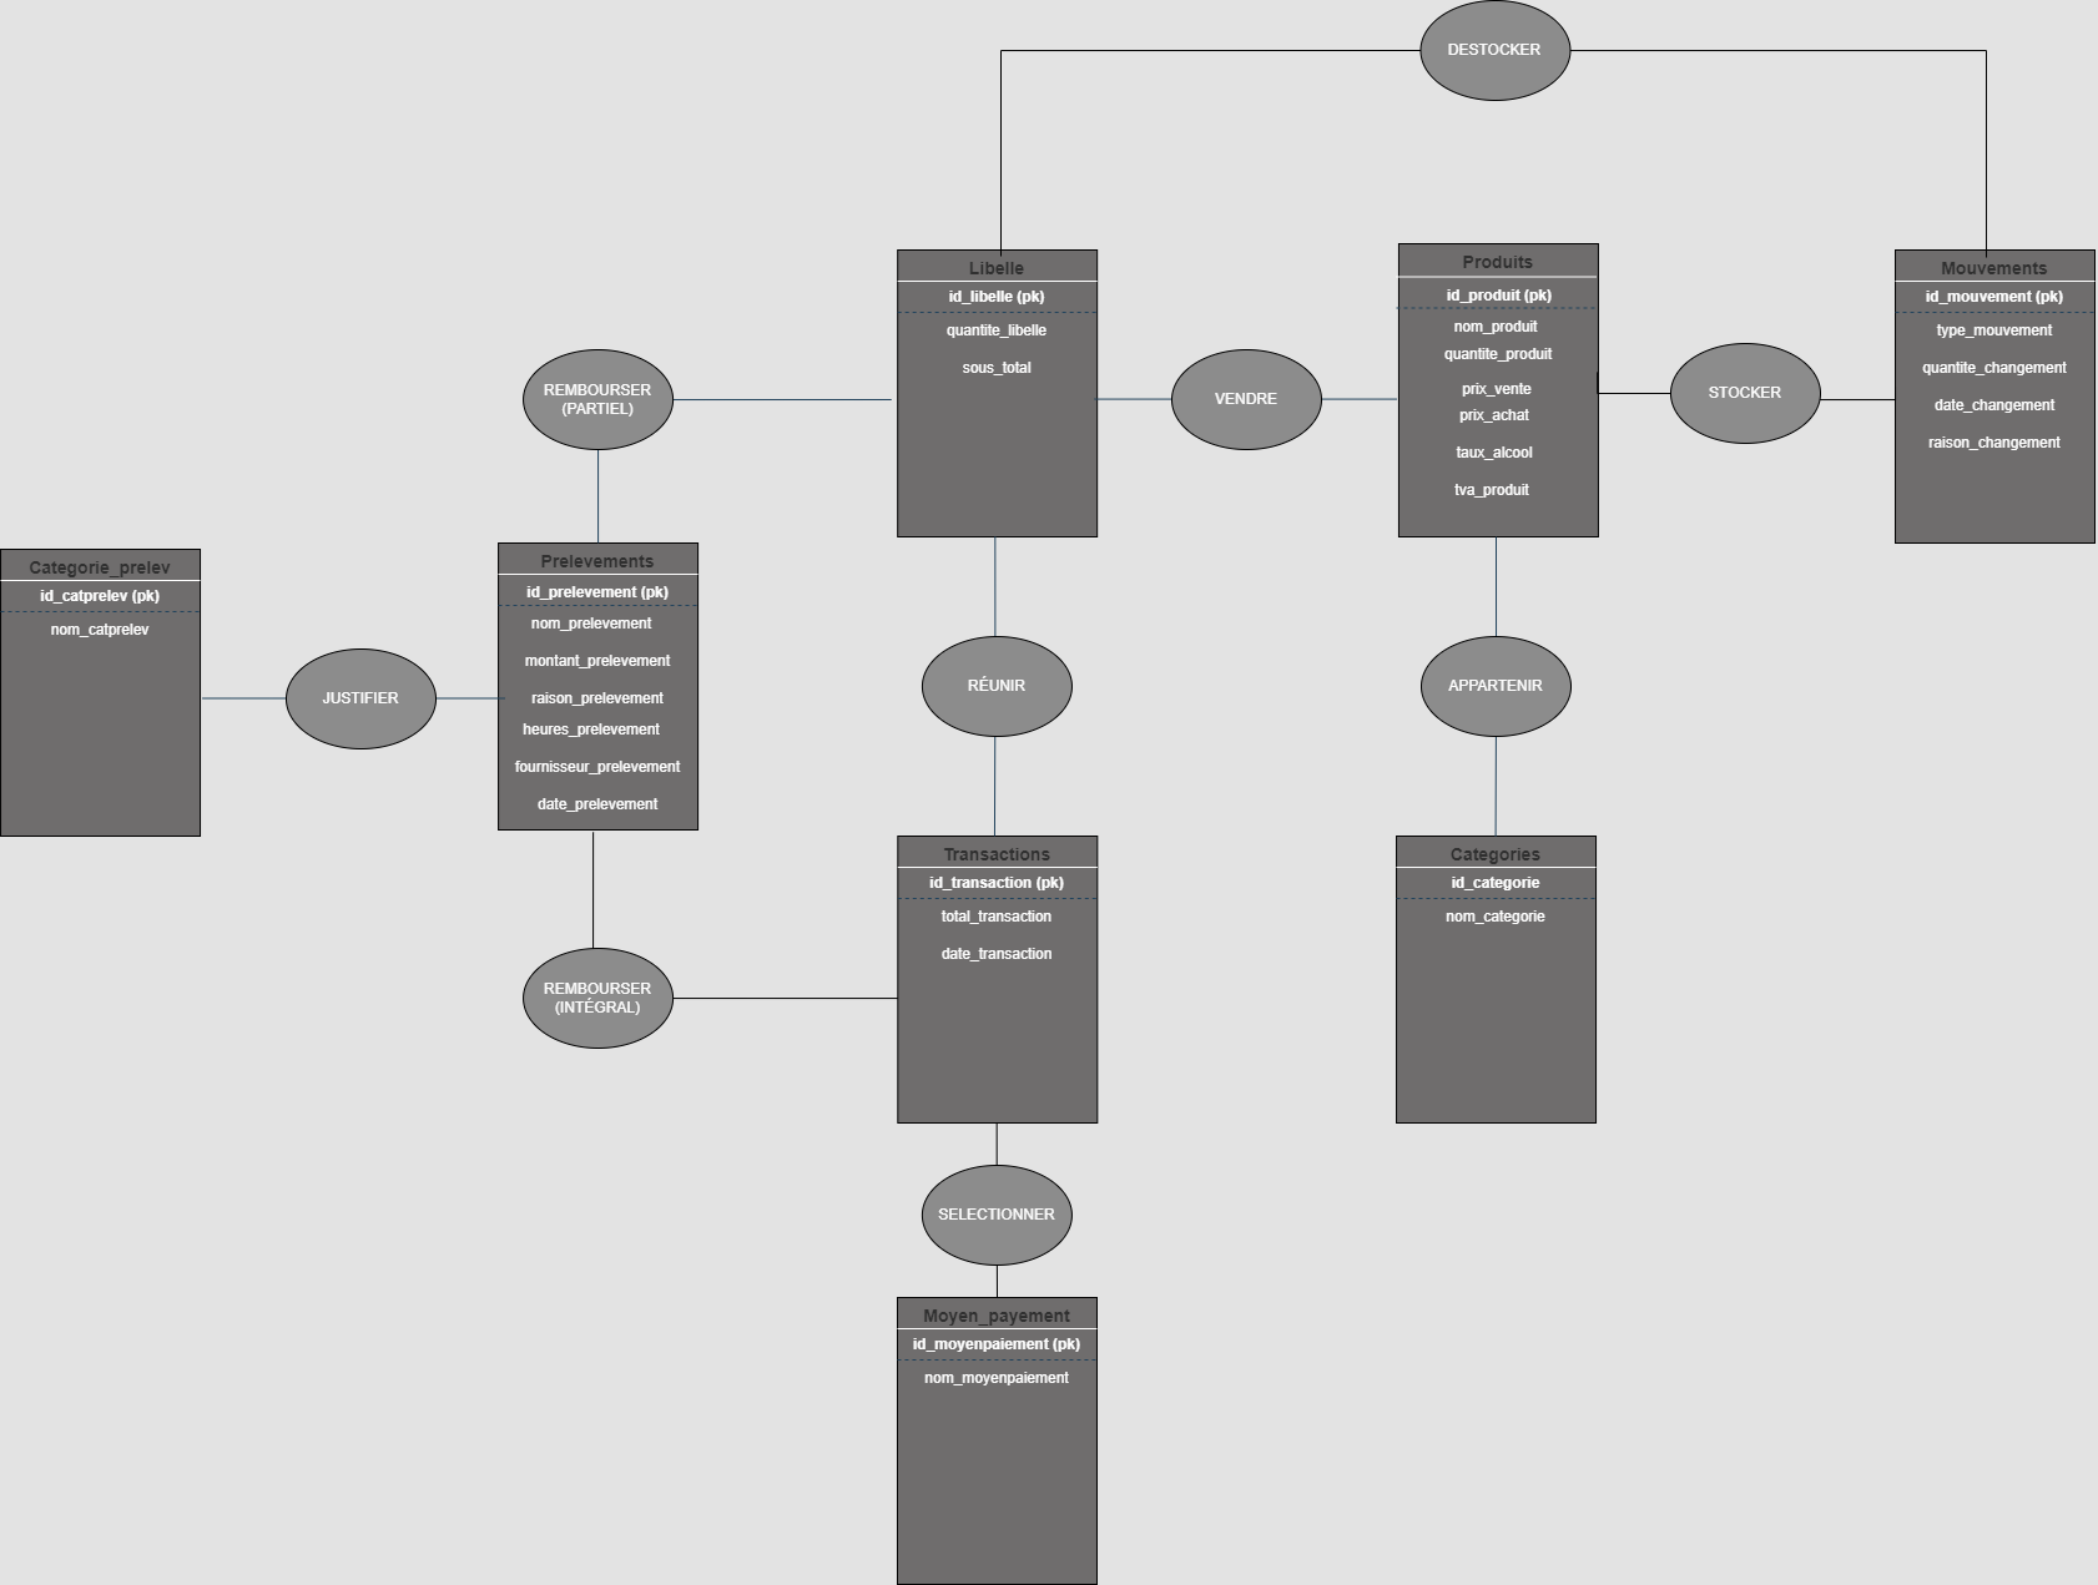 DESTOCKER
Libelle
id_libelle (pk)
quantite_libelle
sous_total
Produits
id_produit (pk)
nom_produit
quantite_produit
prix_vente
prix_achat
taux_alcool
tva_produit
Mouvements
id_mouvement (pk)
type_mouvement
quantite_changement
date_changement
raison_changement
REMBOURSER
(PARTIEL)
VENDRE
STOCKER
Categorie_prelev
id_catprelev (pk)
nom_catprelev
JUSTIFIER
Prelevements
id_prelevement (pk)
nom_prelevement
montant_prelevement
raison_prelevement
heures_prelevement
fournisseur_prelevement
date_prelevement
RÉUNIR
APPARTENIR
Transactions
id_transaction (pk)
total_transaction
date_transaction
Categories
id_categorie
nom_categorie
REMBOURSER
(INTÉGRAL)
SELECTIONNER
Moyen_payement
id_moyenpaiement (pk)
nom_moyenpaiement